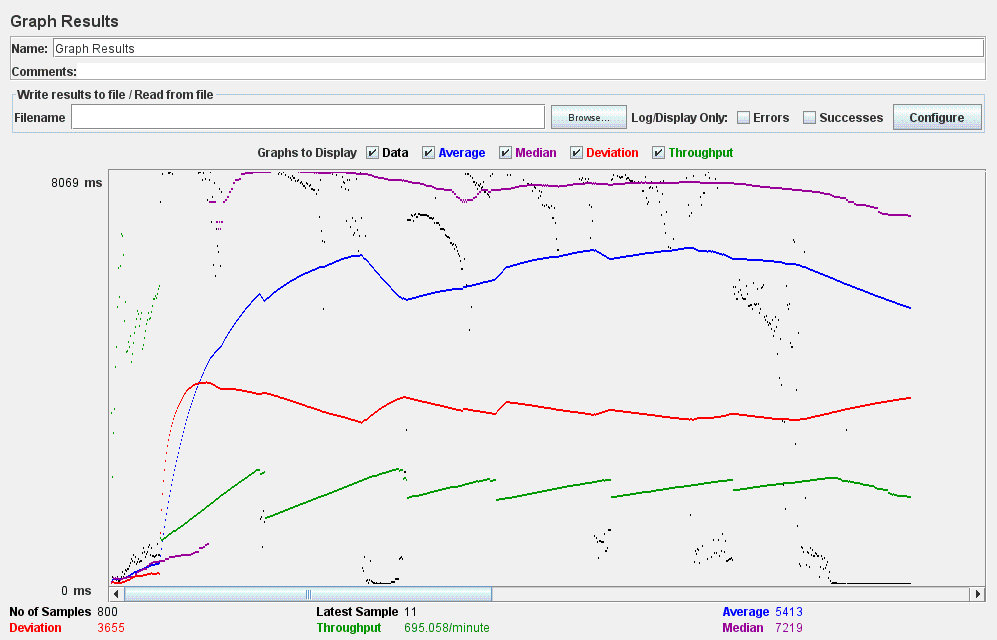 Graph Results
Name: Graph Results
Comments:
Write results to file / Read from file
Filename Browse... Log/Display Only: Errors Successes Configure
Graphs to Display Data Average Median Deviation Throughput
8069 ms
0 ms
No of Samples 800 Latest Sample 11 Average 5413
Deviation 3655 Throughput 695.058/minute Median 7219